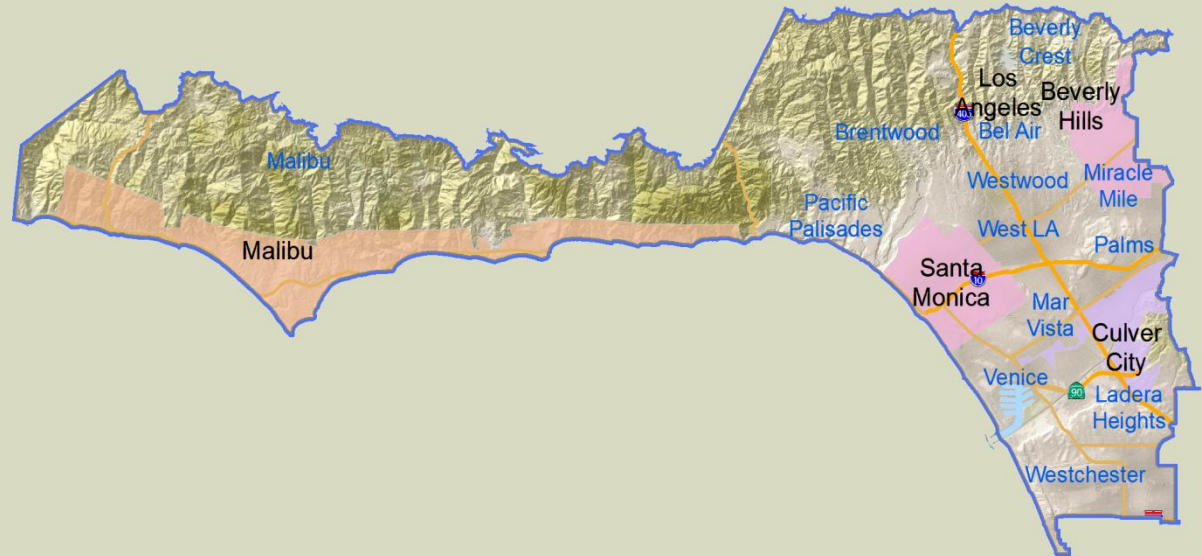 Beverly
Crest
Los
Angeles
405
Beverly
Hills
Brentwood
Bel Air
Malibu
Westwood
Miracle
Mile
Pacific
Palisades
West LA
Palms
Malibu
Santa
Monica
10
Mar
Vista
Culver
City
Venice
90
Ladera
Heights
Westchester